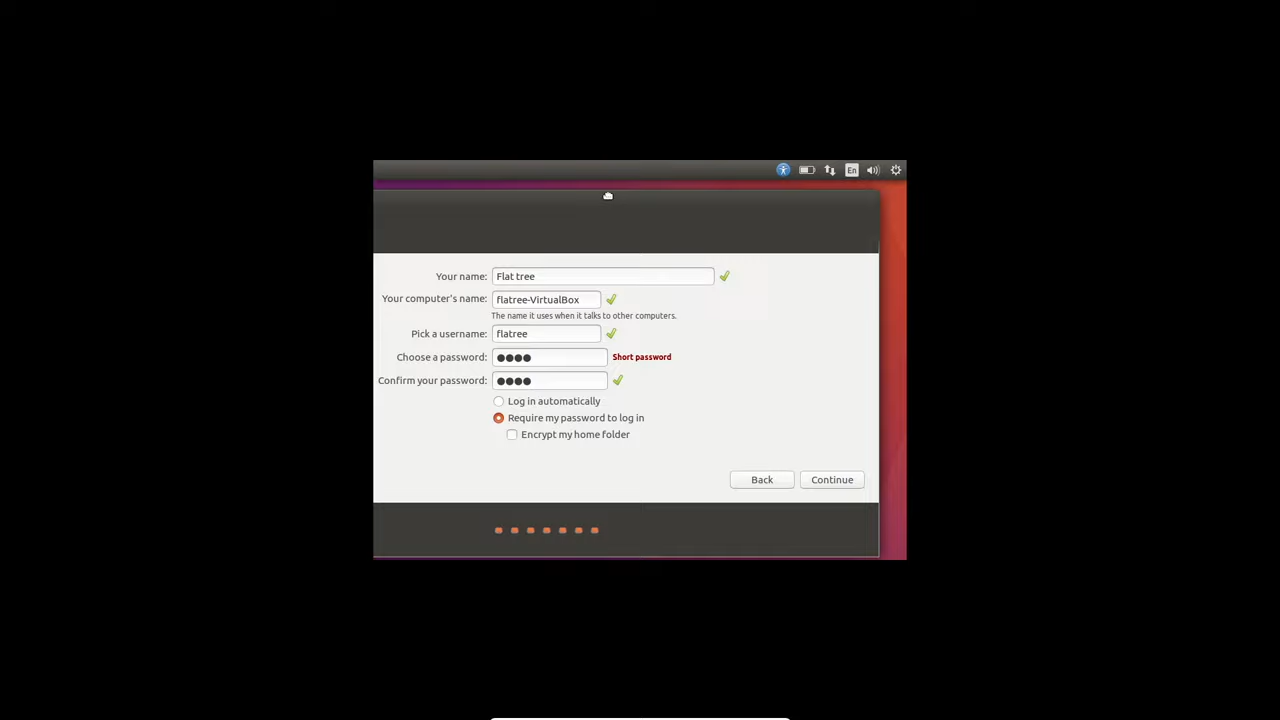 En
Your name: Flat tree
Your computer's name: flatree-VirtualBox
The name it uses when it talks to other computers.
Pick a username: flatree
Choose a password: ●●●● Short password
Confirm your password: ●●●●
Log in automatically
Require my password to log in
Encrypt my home folder
Back Continue